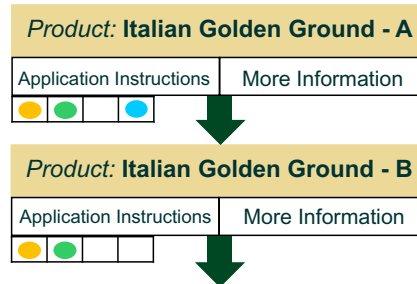 Product: Italian Golden Ground - A
Application Instructions More Information
Product: Italian Golden Ground - B
Application Instructions More Information